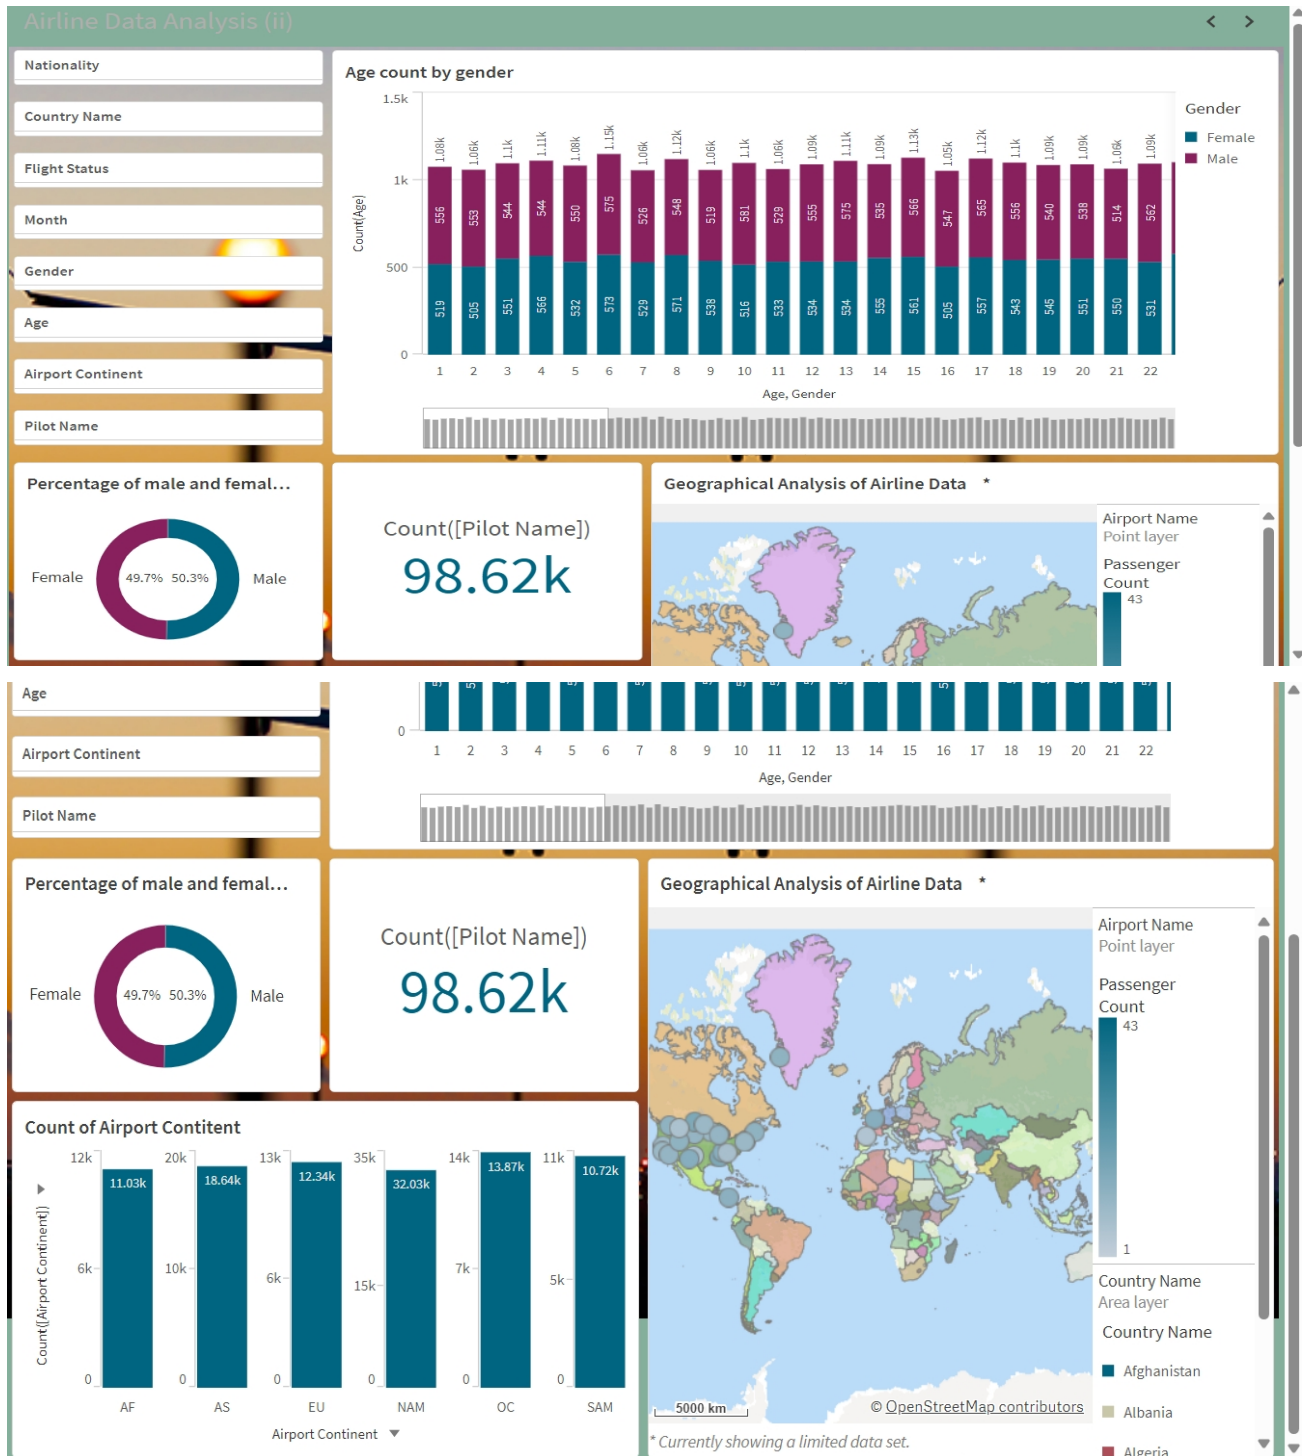 Airline Data Analysis (ii)
Nationality
Country Name
Flight Status
Month
Gender
Age
Airport Continent
Pilot Name
Age count by gender
1.5k
1k
500
0
Count(Age)
1.08k 1.06k 1.1k 1.11k 1.08k 1.15k 1.06k 1.12k 1.06k 1.1k 1.06k 1.09k 1.11k 1.09k 1.13k 1.05k 1.12k 1.1k 1.09k 1.09k 1.06k 1.09k
556 553 544 544 550 575 526 548 519 581 529 555 575 535 566 547 565 556 540 538 514 562
519 505 551 566 532 573 529 571 538 516 533 534 534 555 561 505 557 543 545 551 550 531
1 2 3 4 5 6 7 8 9 10 11 12 13 14 15 16 17 18 19 20 21 22
Age, Gender
Gender
Female
Male
Percentage of male and femal...
Female
49.7% 50.3%
Male
Count([Pilot Name])
98.62k
Geographical Analysis of Airline Data *
Airport Name
Point layer
Passenger
Count
43
Age
Airport Continent
Pilot Name
0
1 2 3 4 5 6 7 8 9 10 11 12 13 14 15 16 17 18 19 20 21 22
Age, Gender
Percentage of male and femal...
Female
49.7% 50.3%
Male
Count([Pilot Name])
98.62k
Count of Airport Contitent
Count([Airport Continent])
12k 20k 13k 35k 14k 11k
11.03k 18.64k 12.34k 32.03k 13.87k 10.72k
6k 10k 6k 15k 7k 5k
0 0 0 0 0 0
AF AS EU NAM OC SAM
Airport Continent
Geographical Analysis of Airline Data *
5000 km
© OpenStreetMap contributors
* Currently showing a limited data set.
Airport Name
Point layer
Passenger
Count
43
1
Country Name
Area layer
Country Name
Afghanistan
Albania
Algeria